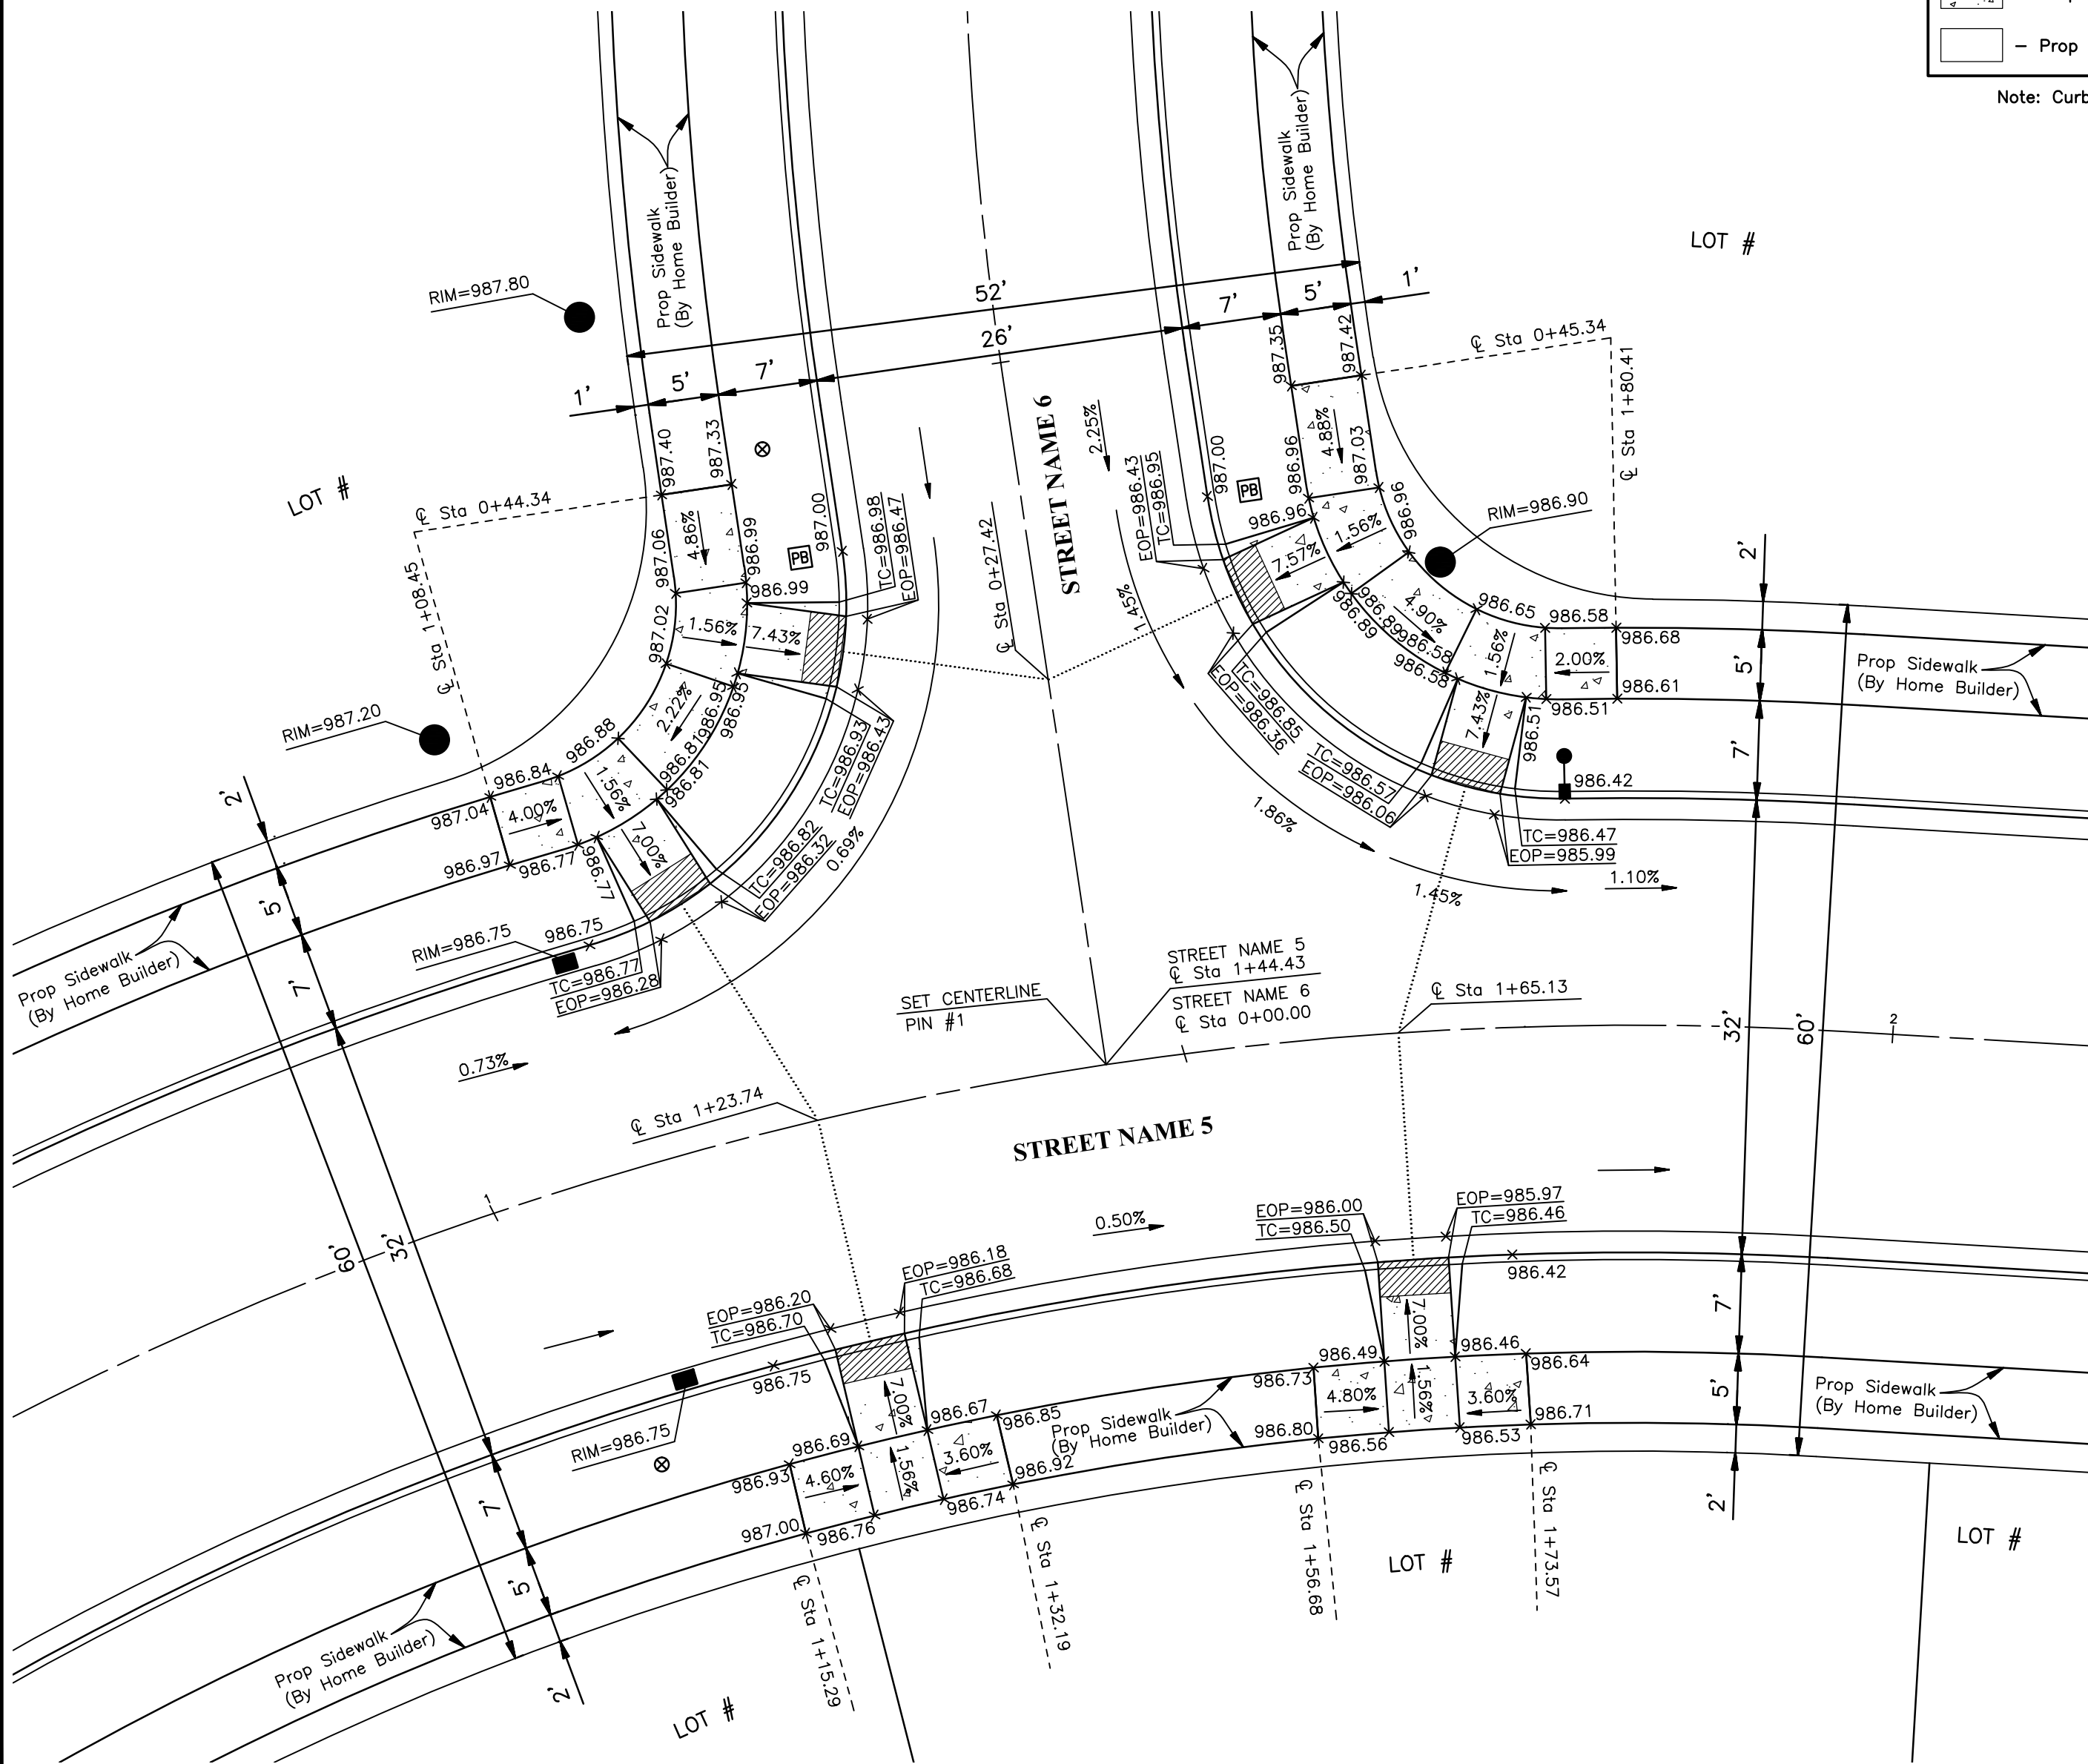 – Prop
Note: Curb
Prop Sidewalk
(By Home Builder)
Prop Sidewalk
(By Home Builder)
LOT #
RIM=987.80
52'
7'
5'
1'
26'
1'
5'
7'
987.35
987.42
℄ Sta 0+45.34
℄ Sta 1+80.41
STREET NAME 6
2.25%
987.40
987.33
LOT #
℄ Sta 0+44.34
℄ Sta 1+08.45
4.86%
987.06
986.99
PB
987.00
TC=986.98
EOP=986.47
986.99
987.02
1.56%
7.43%
℄ Sta 0+27.42
EOP=986.43
TC=986.95
987.00
PB
986.96
4.88%
987.03
986.96
986.96
1.56%
7.57%
RIM=986.90
1.45%
986.89
986.89
4.90%
986.58
986.58
986.65
986.58
986.68
1.56%
2.00%
986.61
986.51
986.51
7.43%
986.42
2'
5'
7'
Prop Sidewalk
(By Home Builder)
TC=986.85
EOP=986.36
TC=986.57
EOP=986.06
1.86%
1.45%
TC=986.47
EOP=985.99
1.10%
RIM=987.20
2.22%
986.95
986.95
986.88
986.81
986.81
TC=986.93
EOP=986.43
986.84
987.04
4.00%
1.56%
7.00%
986.97
986.77
986.77
TC=986.82
EOP=986.32
0.69%
2'
5'
7'
Prop Sidewalk
(By Home Builder)
RIM=986.75
986.75
TC=986.77
EOP=986.28
0.73%
SET CENTERLINE
PIN #1
STREET NAME 5
℄ Sta 1+44.43
STREET NAME 6
℄ Sta 0+00.00
℄ Sta 1+65.13
32'
60'
2
℄ Sta 1+23.74
STREET NAME 5
1
60'
32'
0.50%
EOP=986.00
TC=986.50
EOP=985.97
TC=986.46
986.42
EOP=986.18
TC=986.68
EOP=986.20
TC=986.70
986.75
RIM=986.75
7.00%
986.69
986.67
986.85
986.93
4.60%
1.56%
3.60%
986.92
987.00
986.76
986.74
Prop Sidewalk
(By Home Builder)
986.73
986.49
7.00%
986.46
986.64
4.80%
1.56%
3.60%
986.80
986.56
986.53
986.71
7'
5'
2'
Prop Sidewalk
(By Home Builder)
7'
5'
2'
Prop Sidewalk
(By Home Builder)
℄ Sta 1+15.29
℄ Sta 1+32.19
℄ Sta 1+56.68
℄ Sta 1+73.57
LOT #
LOT #
LOT #